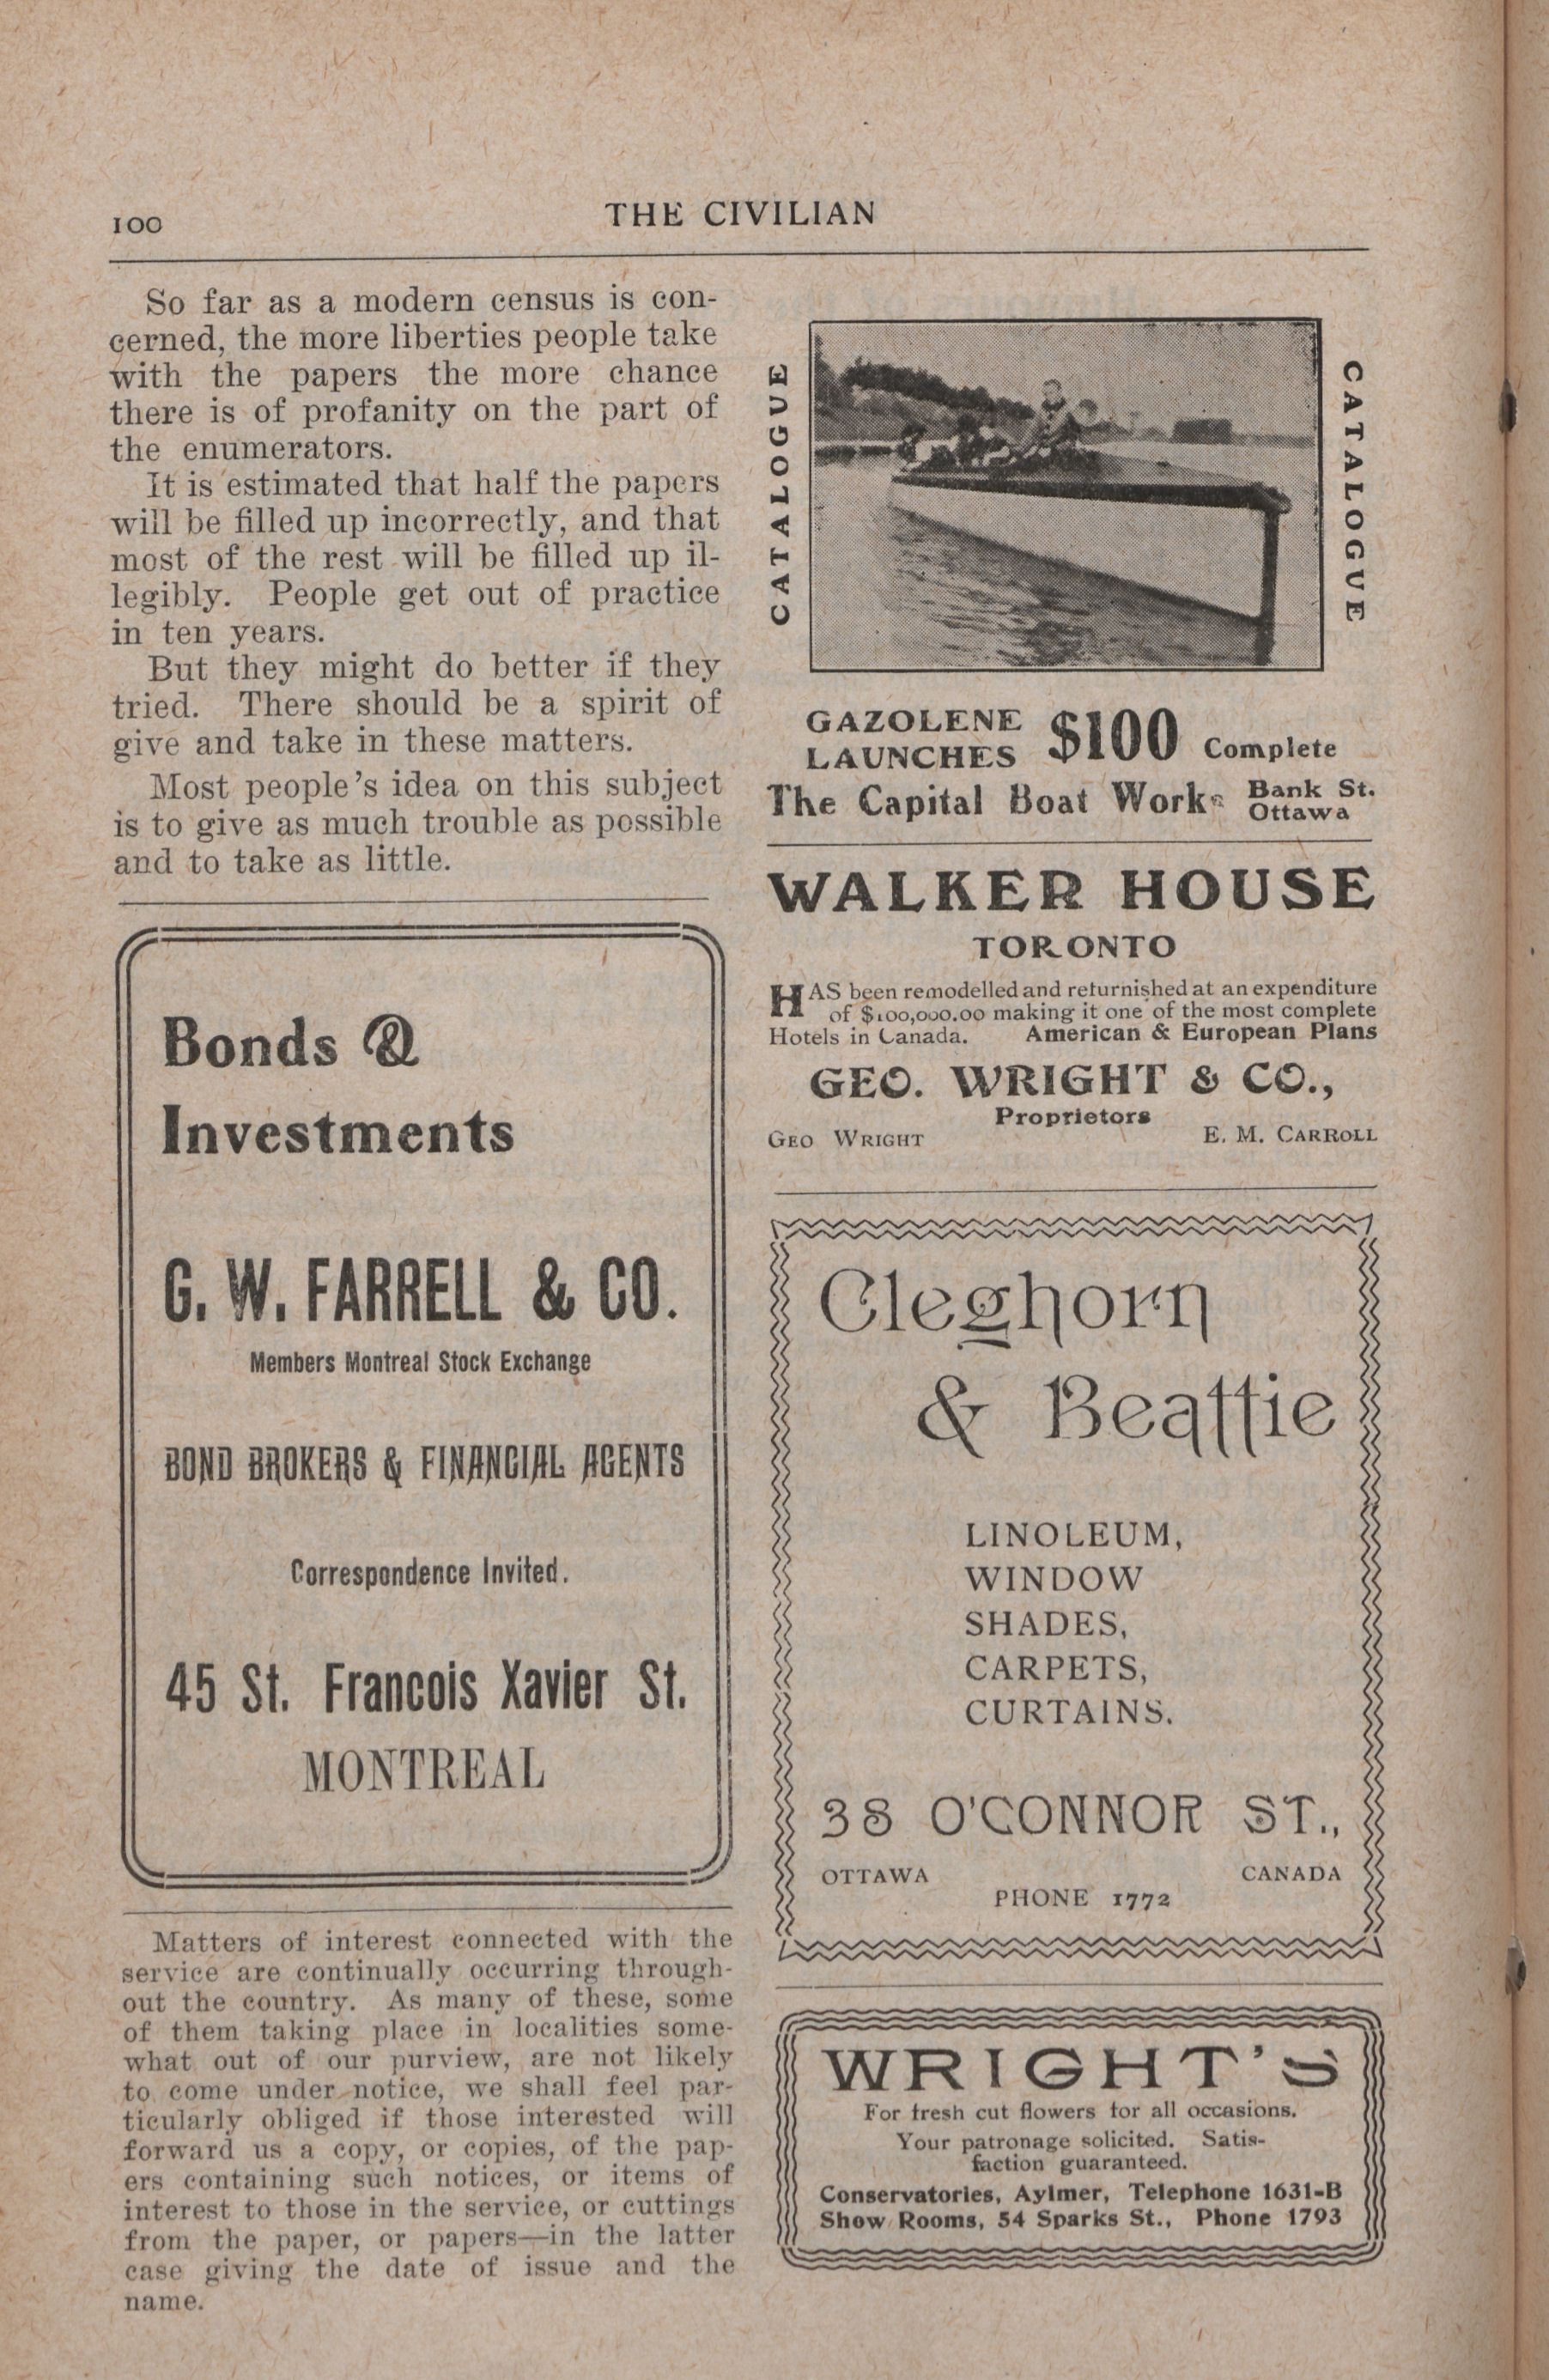 100
THE CIVILIAN
So far as a modern census is con-
cerned, the more liberties people take
with the papers the more chance
there is of profanity on the part of
the enumerators.
It is estimated that half the papers
will be filled up incorrectly, and that
most of the rest will be filled up il-
legibly. People get out of practice
in ten years.
But they might do better if they
tried. There should be a spirit of
give and take in these matters.
Most people's idea on this subject
is to give as much trouble as possible
and to take as little.
Bonds &
Investments
G. W. FARRELL & CO.
Members Montreal Stock Exchange
BOND BROKERS & FINANCIAL AGENTS
Correspondence Invited.
45 St. Francois Xavier St.
MONTREAL
Matters of interest connected with the
service are continually occurring through-
out the country. As many of these, some
of them taking place in localities some-
what out of our purview, are not likely
to come under notice, we shall feel par-
ticularly obliged if those interested will
forward us a copy, or copies, of the pap-
ers containing such notices, or items of
interest to those in the service, or cuttings
from the paper, or papers—in the latter
case giving the date of issue and the
name.
CATALOGUE
CATALOGUE
GAZOLENE
LAUNCHES $100 Complete
The Capital Boat Works Bank St.
Ottawa
WALKER HOUSE
TORONTO
HAS been remodelled and returnished at an expenditure
of $100,000.00 making it one of the most complete
Hotels in Canada. American & European Plans
GEO. WRIGHT & CO.,
Proprietors
GEO WRIGHT E. M. CARROLL
Cleghorn
& Beattie
LINOLEUM,
WINDOW
SHADES,
CARPETS,
CURTAINS.
38 O'CONNOR ST.,
OTTAWA CANADA
PHONE 1772
WRIGHT'S
For fresh cut flowers for all occasions.
Your patronage solicited. Satis-
faction guaranteed.
Conservatories, Aylmer, Telephone 1631-B
Show Rooms, 54 Sparks St., Phone 1793